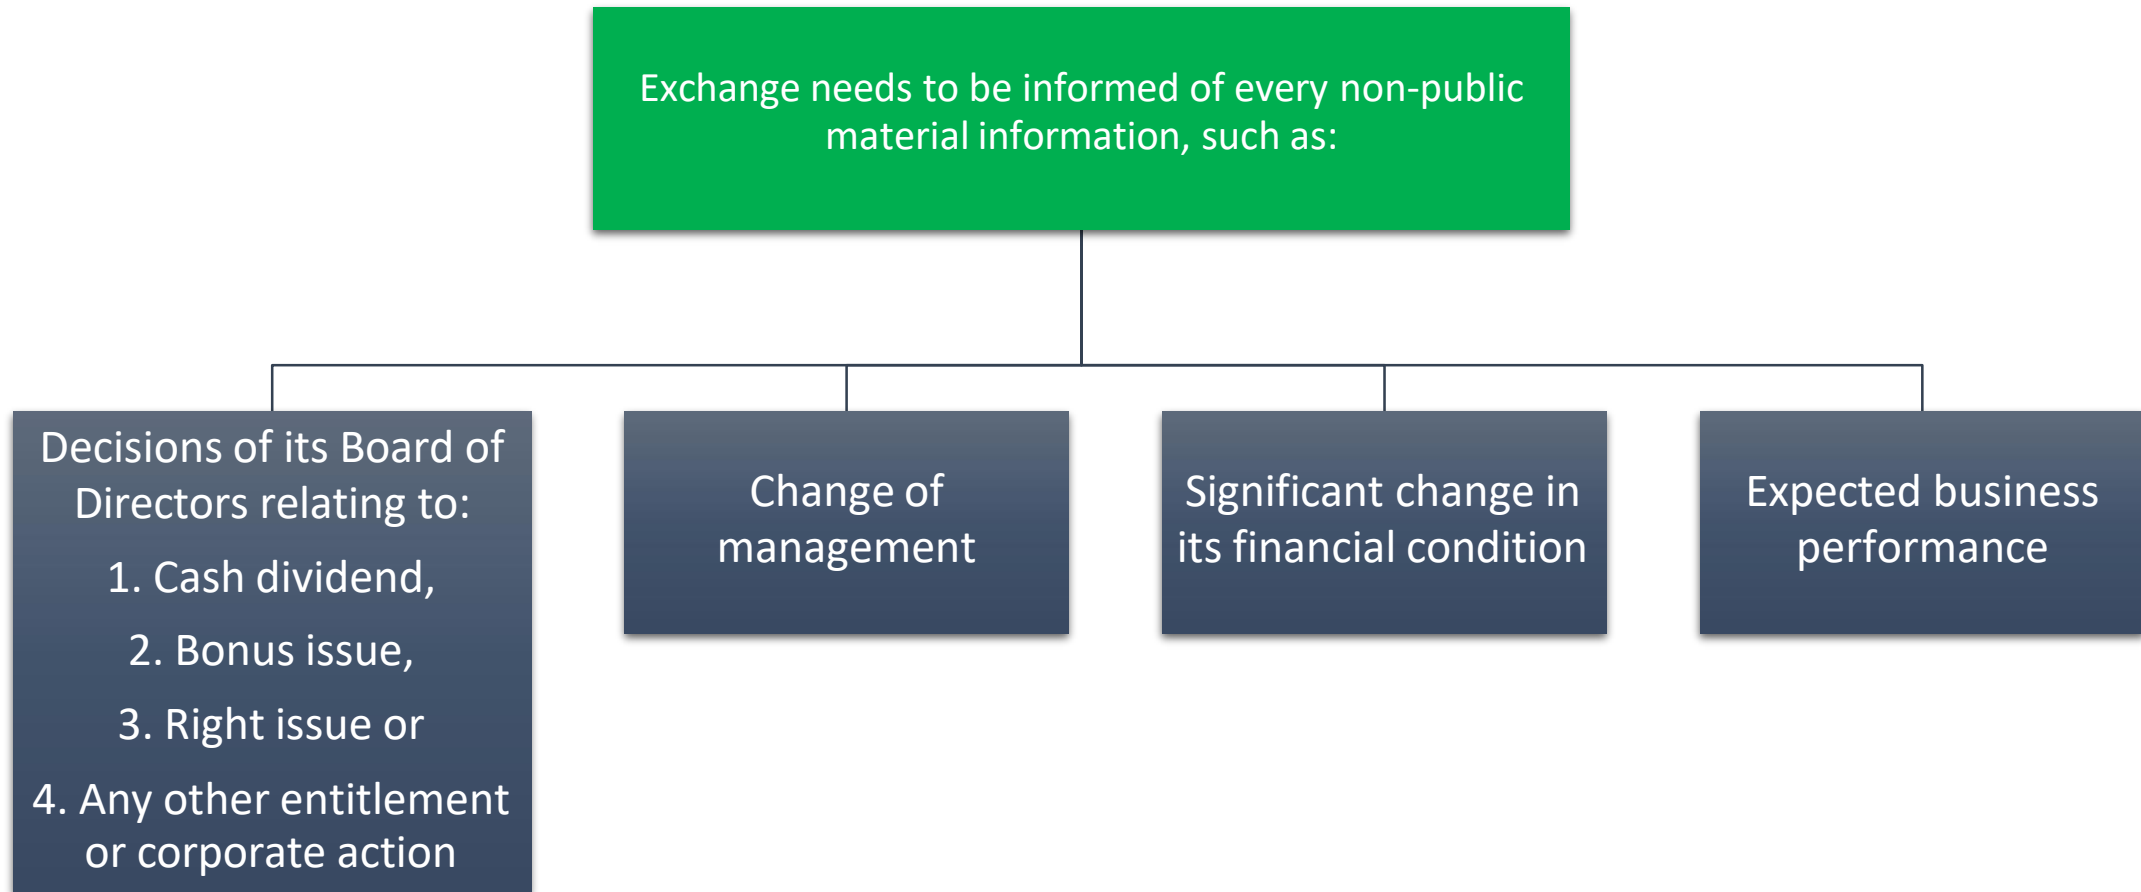 Exchange needs to be informed of every non-public
material information, such as:
Decisions of its Board of
Directors relating to:
1. Cash dividend,
2. Bonus issue,
3. Right issue or
4. Any other entitlement
or corporate action
Change of
management
Significant change in
its financial condition
Expected business
performance